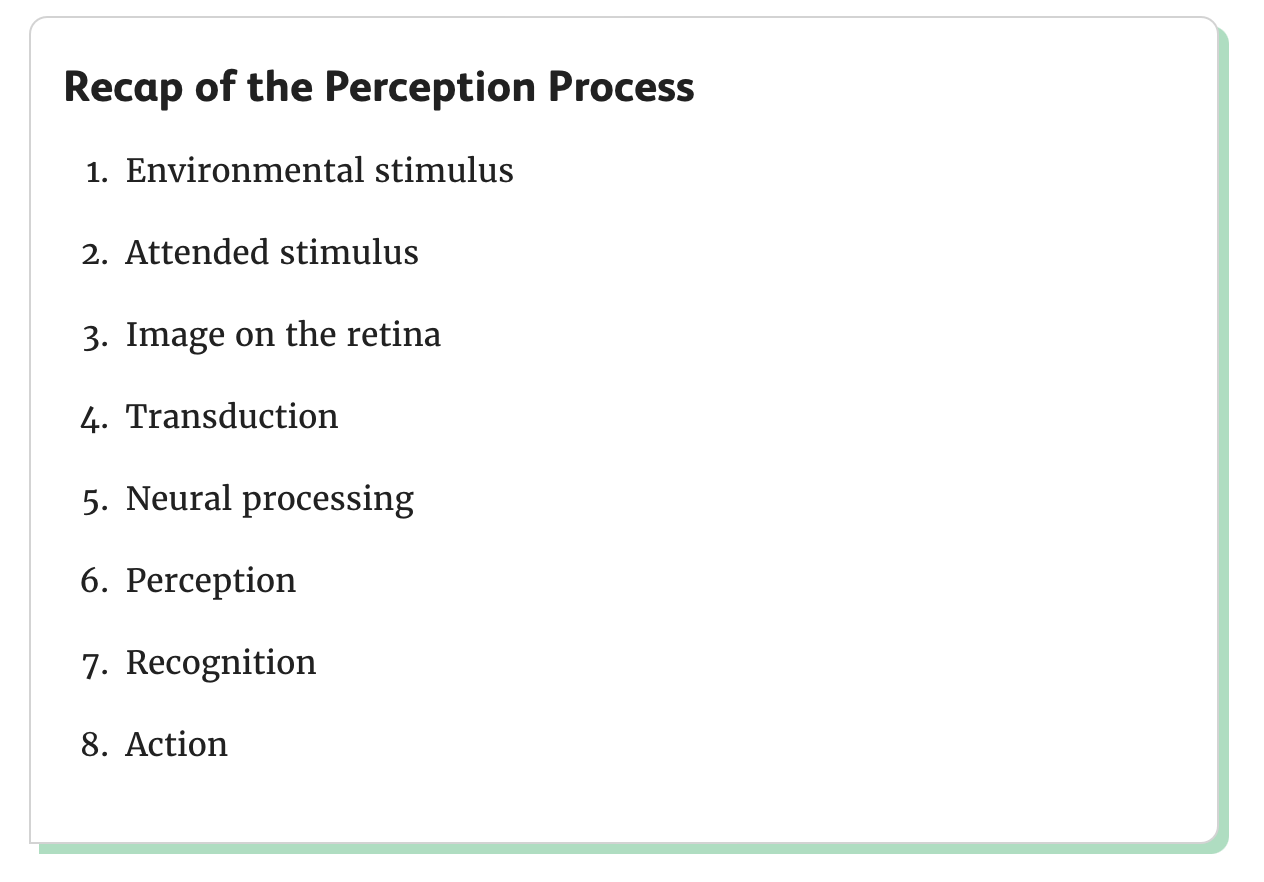 Recap of the Perception Process
1. Environmental stimulus
2. Attended stimulus
3. Image on the retina
4. Transduction
5. Neural processing
6. Perception
7. Recognition
8. Action